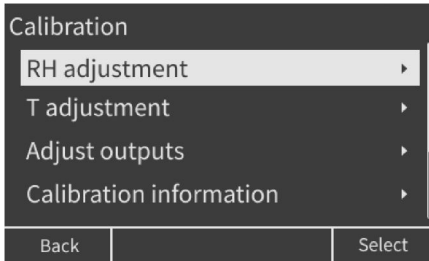 Calibration
RH adjustment
T adjustment
Adjust outputs
Calibration information
Back Select